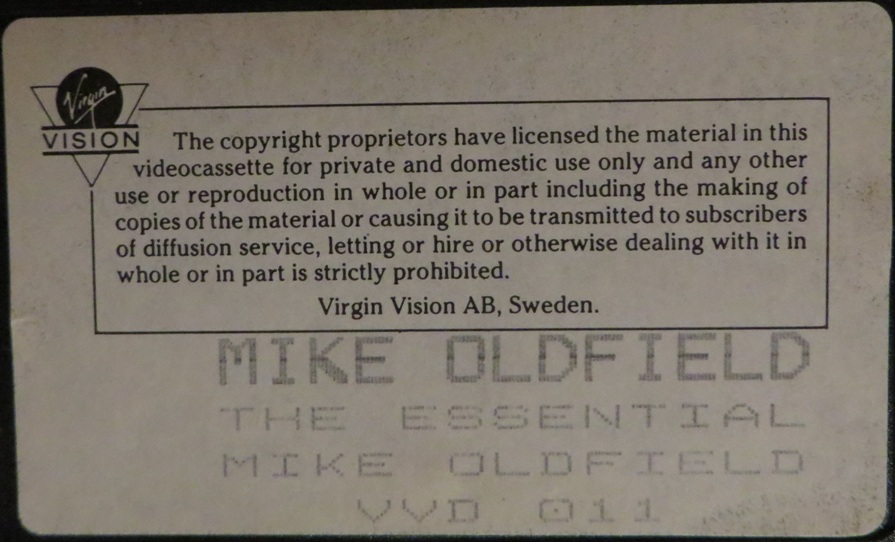 Virgin
VISION
The copyright proprietors have licensed the material in this
videocassette for private and domestic use only and any other
use or reproduction in whole or in part including the making of
copies of the material or causing it to be transmitted to subscribers
of diffusion service, letting or hire or otherwise dealing with it in
whole or in part is strictly prohibited.
Virgin Vision AB, Sweden.
MIKE OLDFIELD
THE ESSENTIAL
MIKE OLDFIELD
VVD 011